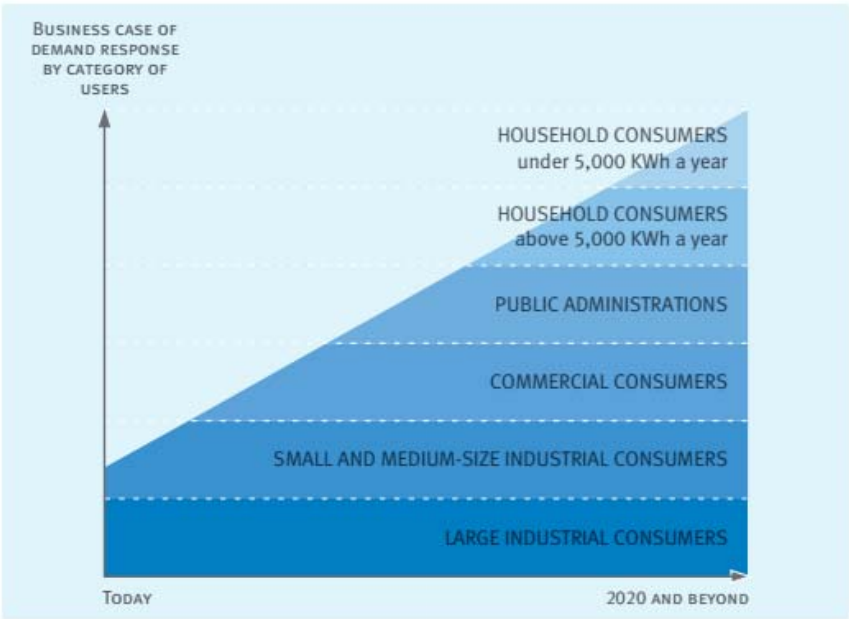 BUSINESS CASE OF
DEMAND RESPONSE
BY CATEGORY OF
USERS
HOUSEHOLD CONSUMERS
under 5,000 KWh a year
HOUSEHOLD CONSUMERS
above 5,000 KWh a year
PUBLIC ADMINISTRATIONS
COMMERCIAL CONSUMERS
SMALL AND MEDIUM-SIZE INDUSTRIAL CONSUMERS
LARGE INDUSTRIAL CONSUMERS
TODAY
2020 AND BEYOND